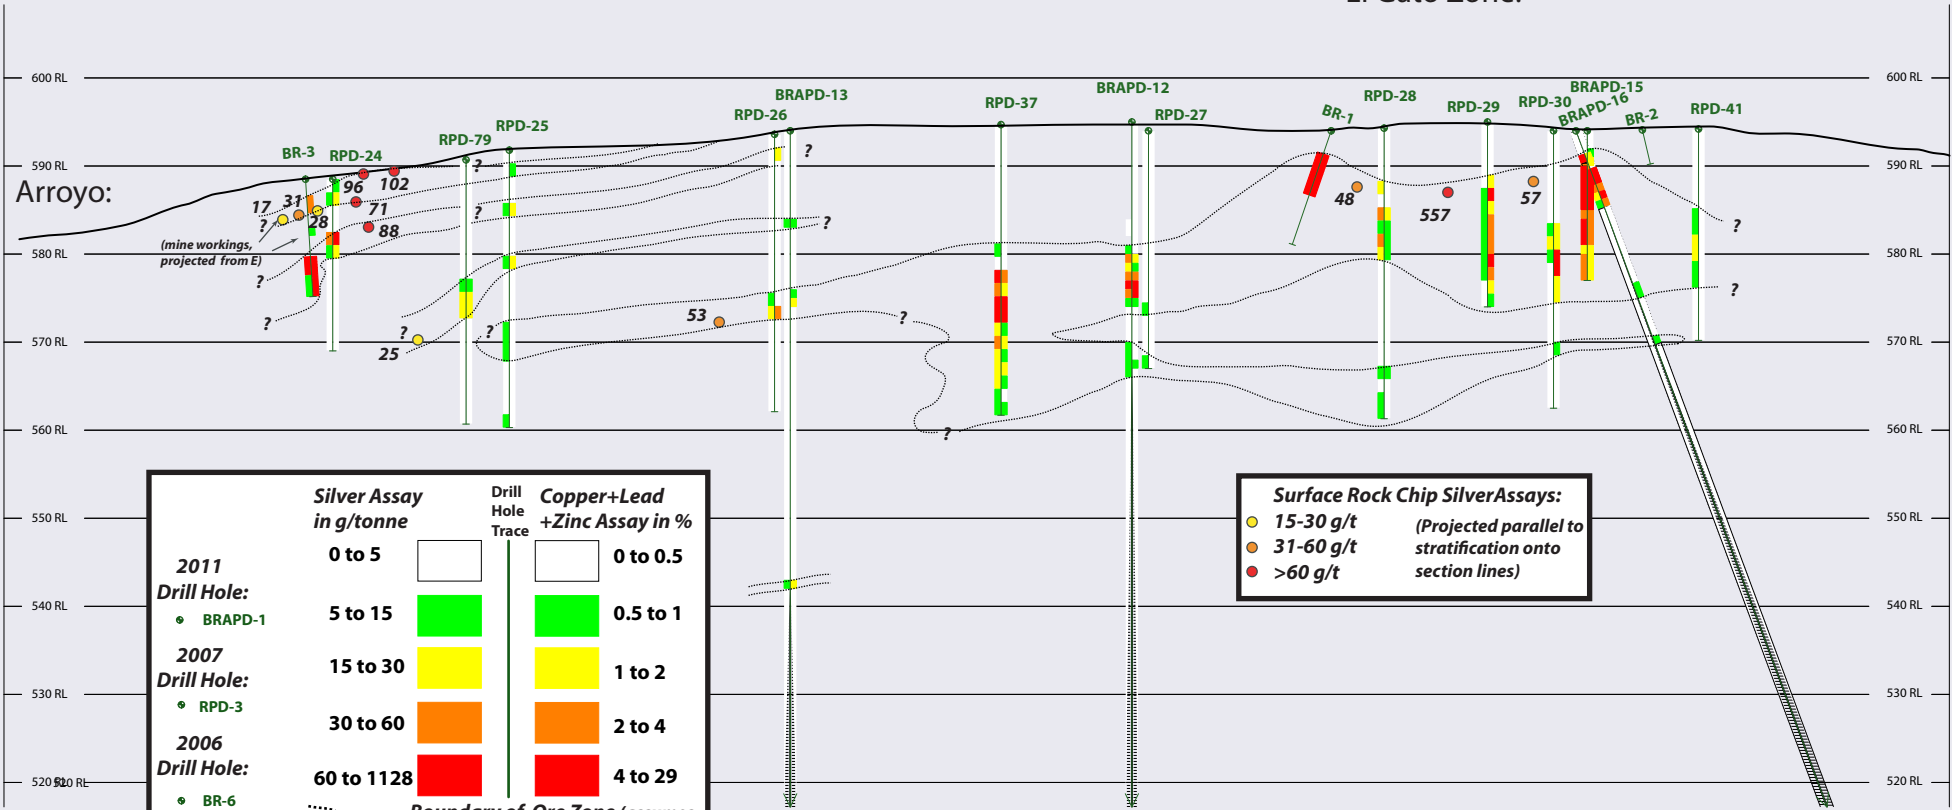 El Gato Zone:
600 RL
600 RL
BRAPD-13
BRAPD-12
BRAPD-15
RPD-26
RPD-37
RPD-27
BR-1
RPD-28
RPD-29
RPD-30
BRAPD-16
BR-2
RPD-41
RPD-25
RPD-79
BR-3
RPD-24
590 RL
590 RL
Arroyo:
?
?
96
102
17
31
28
71
88
48
557
57
?
?
?
?
(mine workings,
projected from E)
580 RL
580 RL
?
?
?
53
?
?
?
25
570 RL
570 RL
560 RL
?
560 RL
550 RL
550 RL
540 RL
540 RL
530 RL
530 RL
520 RL
520 RL
520 RL
Silver Assay
in g/tonne
Drill
Hole
Trace
Copper+Lead
+Zinc Assay in %
0 to 5
0 to 0.5
5 to 15
0.5 to 1
15 to 30
1 to 2
30 to 60
2 to 4
60 to 1128
4 to 29
2011
Drill Hole:
BRAPD-1
2007
Drill Hole:
RPD-3
2006
Drill Hole:
BR-6
Boundary of Ore Zone
Surface Rock Chip SilverAssays:
15-30 g/t
31-60 g/t
>60 g/t
(Projected parallel to
stratification onto
section lines)